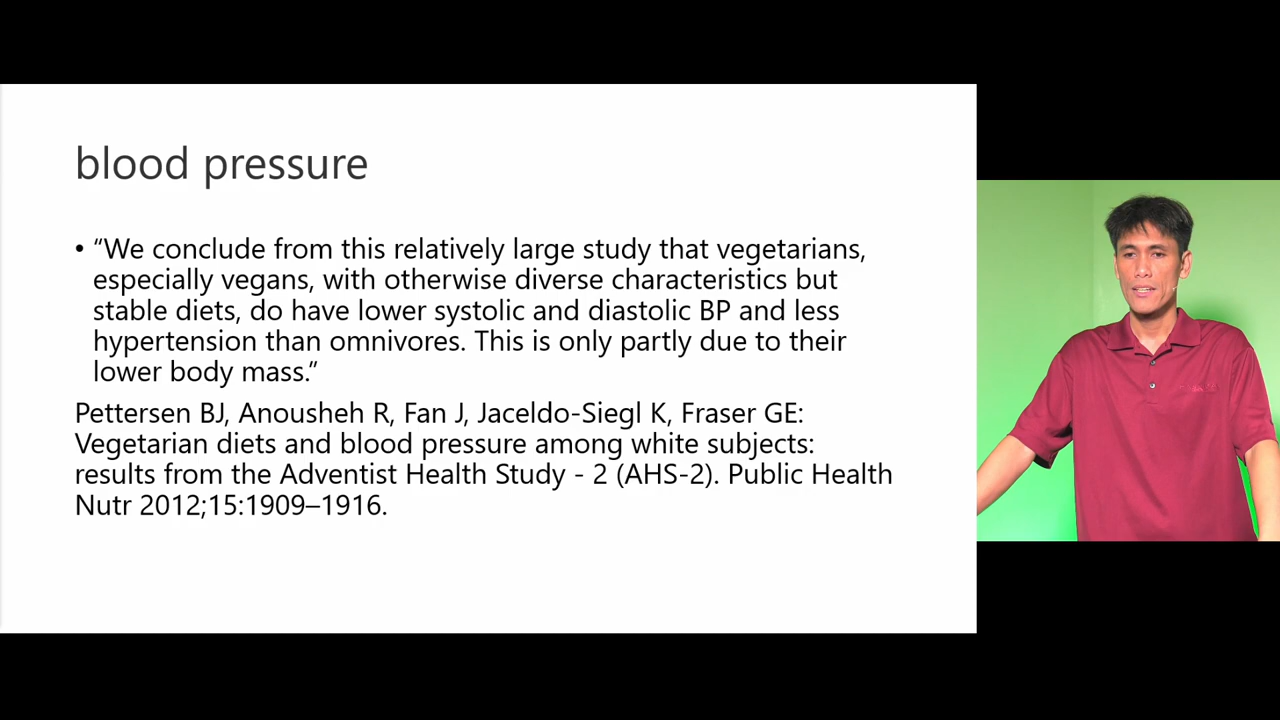 blood pressure
• “We conclude from this relatively large study that vegetarians,
especially vegans, with otherwise diverse characteristics but
stable diets, do have lower systolic and diastolic BP and less
hypertension than omnivores. This is only partly due to their
lower body mass.”
Pettersen BJ, Anousheh R, Fan J, Jaceldo-Siegl K, Fraser GE:
Vegetarian diets and blood pressure among white subjects:
results from the Adventist Health Study - 2 (AHS-2). Public Health
Nutr 2012;15:1909–1916.